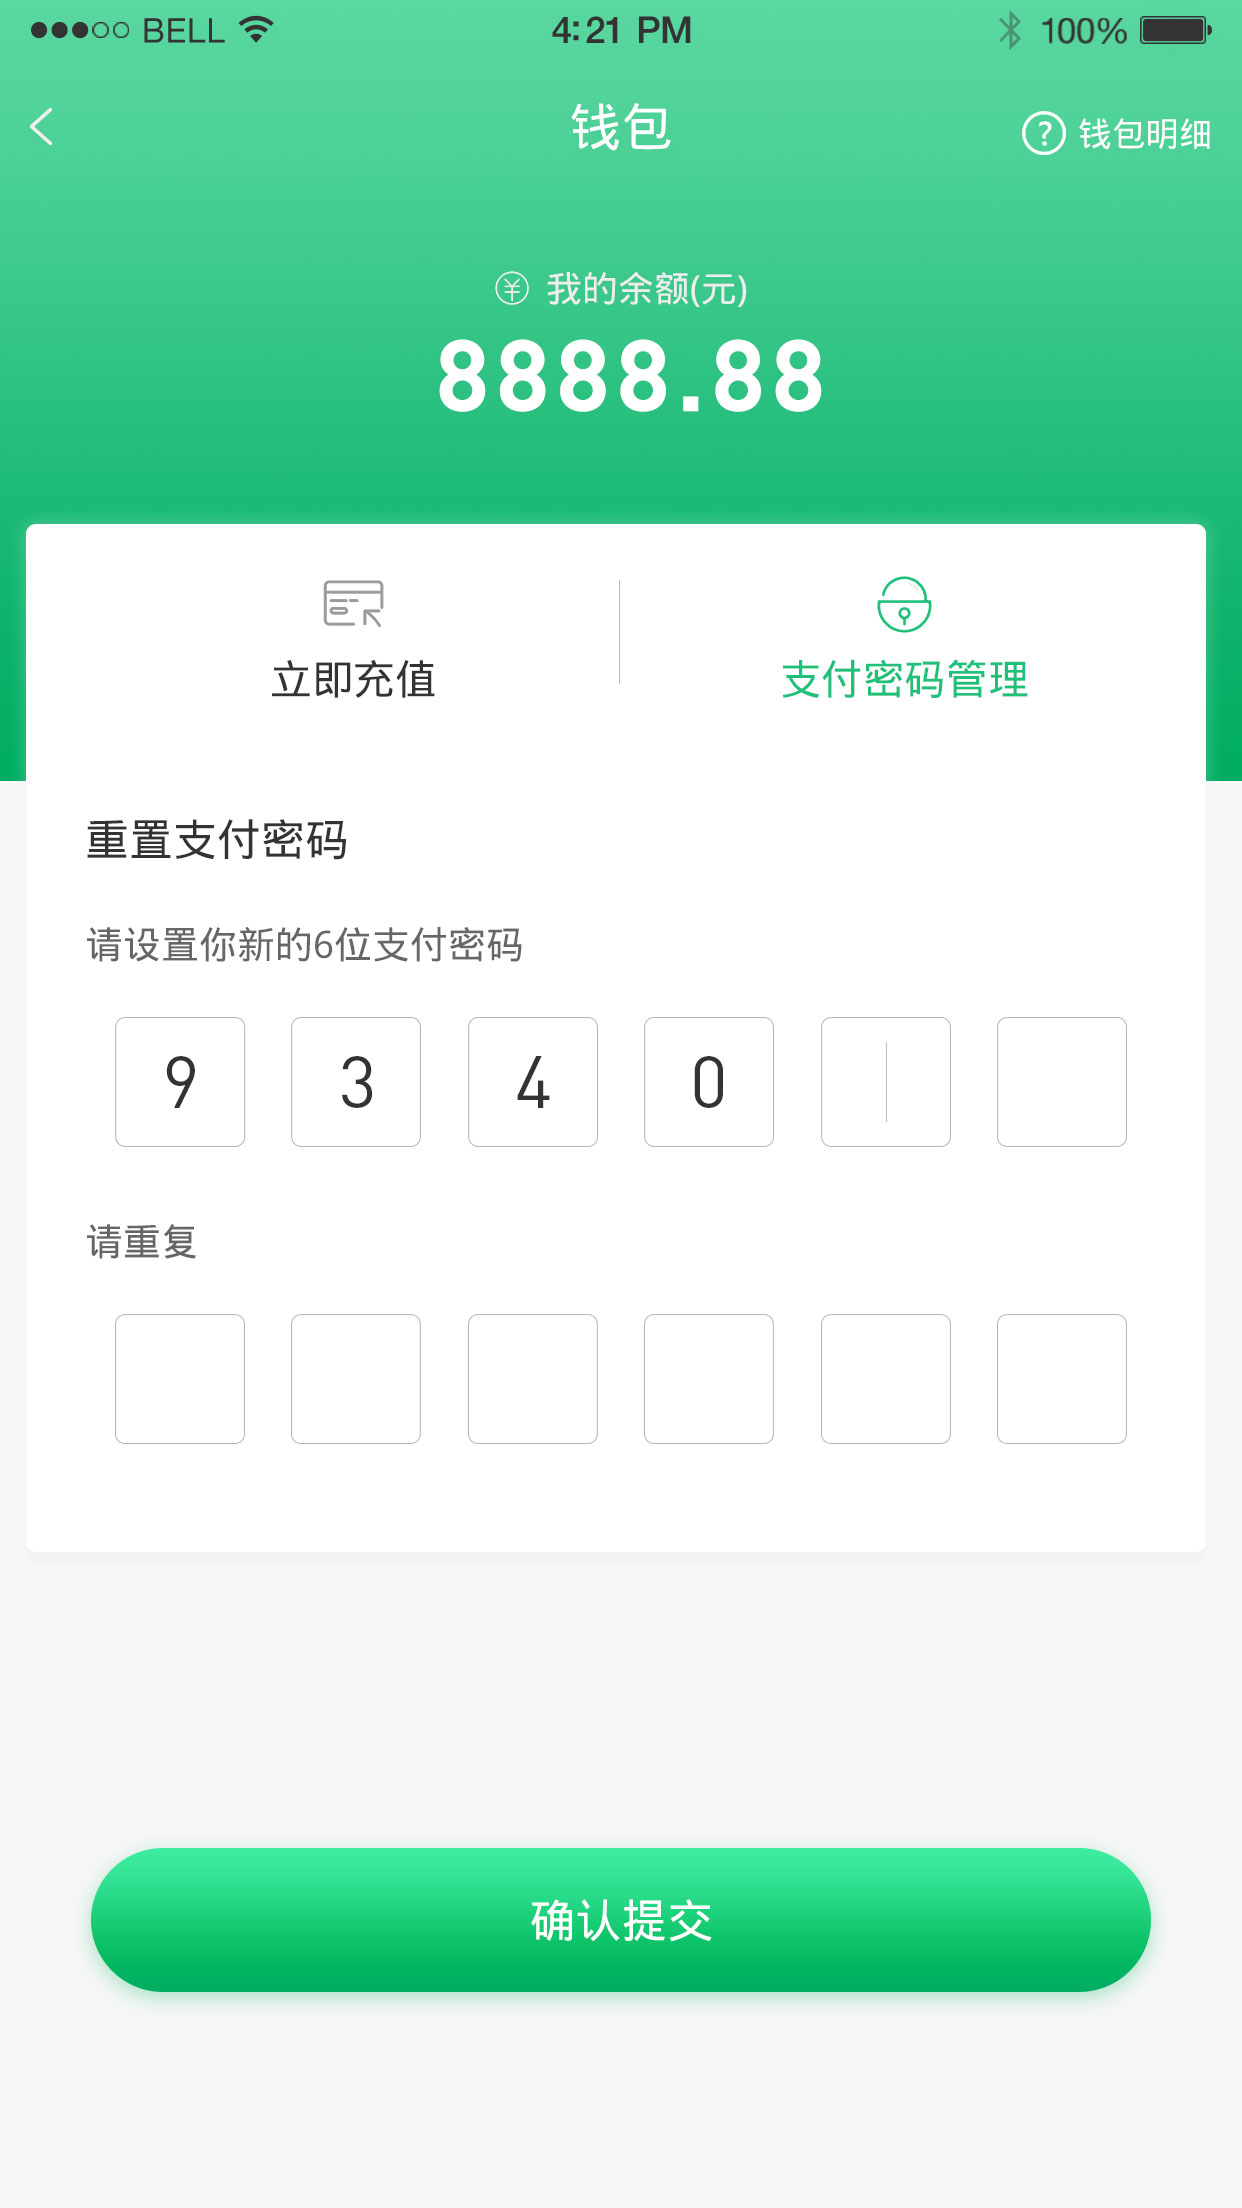 BELL 4:21 PM 100%
钱包
? 钱包明细
¥ 我的余额(元)
8888.88
立即充值
支付密码管理
重置支付密码
请设置你新的6位支付密码
9 3 4 0
请重复
确认提交